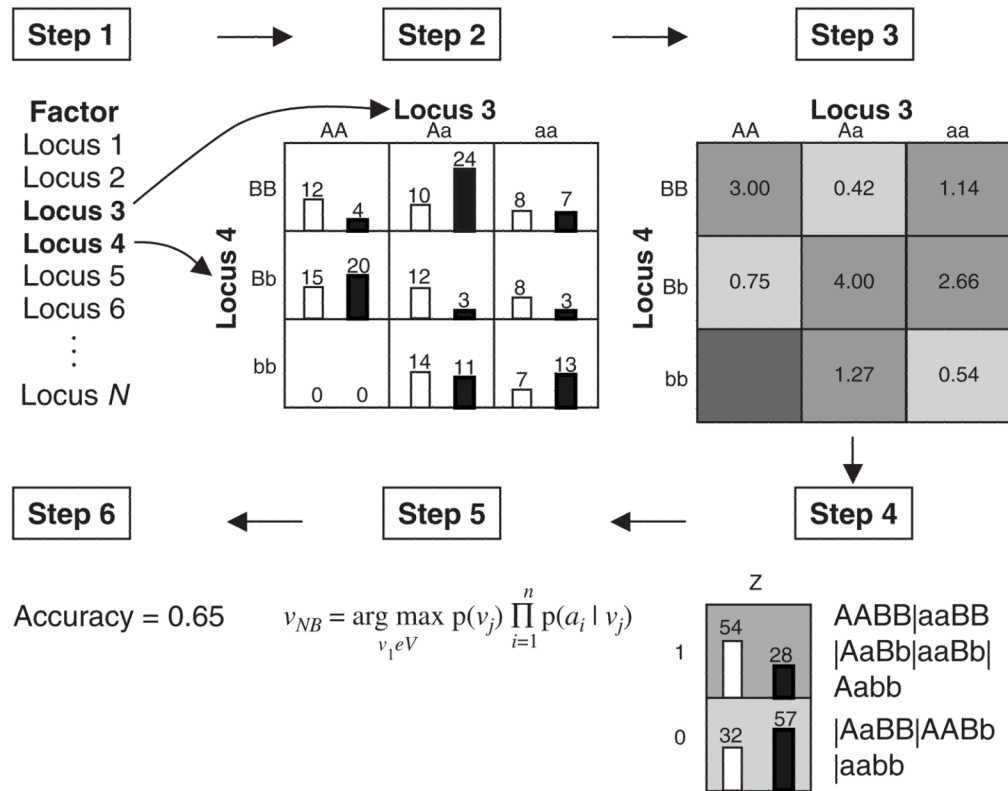 Step 1
Step 2
Step 3
Factor
Locus 1
Locus 2
Locus 3
Locus 4
Locus 5
Locus 6
Locus N
Locus 3
AA Aa aa
Locus 4
BB
12 4 10 24 8 7
Bb
15 20 12 3 8 3
bb
0 0 14 11 7 13
Locus 3
AA Aa aa
Locus 4
BB 3.00 0.42 1.14
Bb 0.75 4.00 2.66
bb 1.27 0.54
Step 6
Step 5
Step 4
Accuracy = 0.65
v_NB = arg max p(v_j) ∏ p(a_i | v_j)
n
v_1 e V
i=1
Z
1
54 28
AABB|aaBB
|AaBb|aaBb|
Aabb
0
32 57
|AaBB|AABb
|aabb